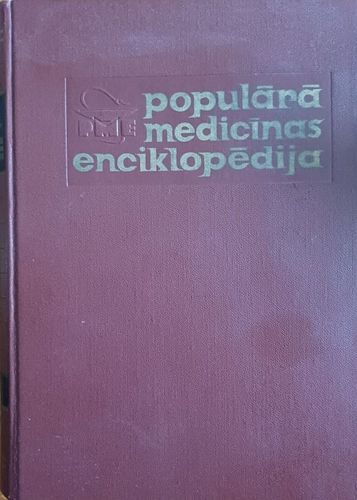 populārā
P.M.E medicīnas
enciklopēdija